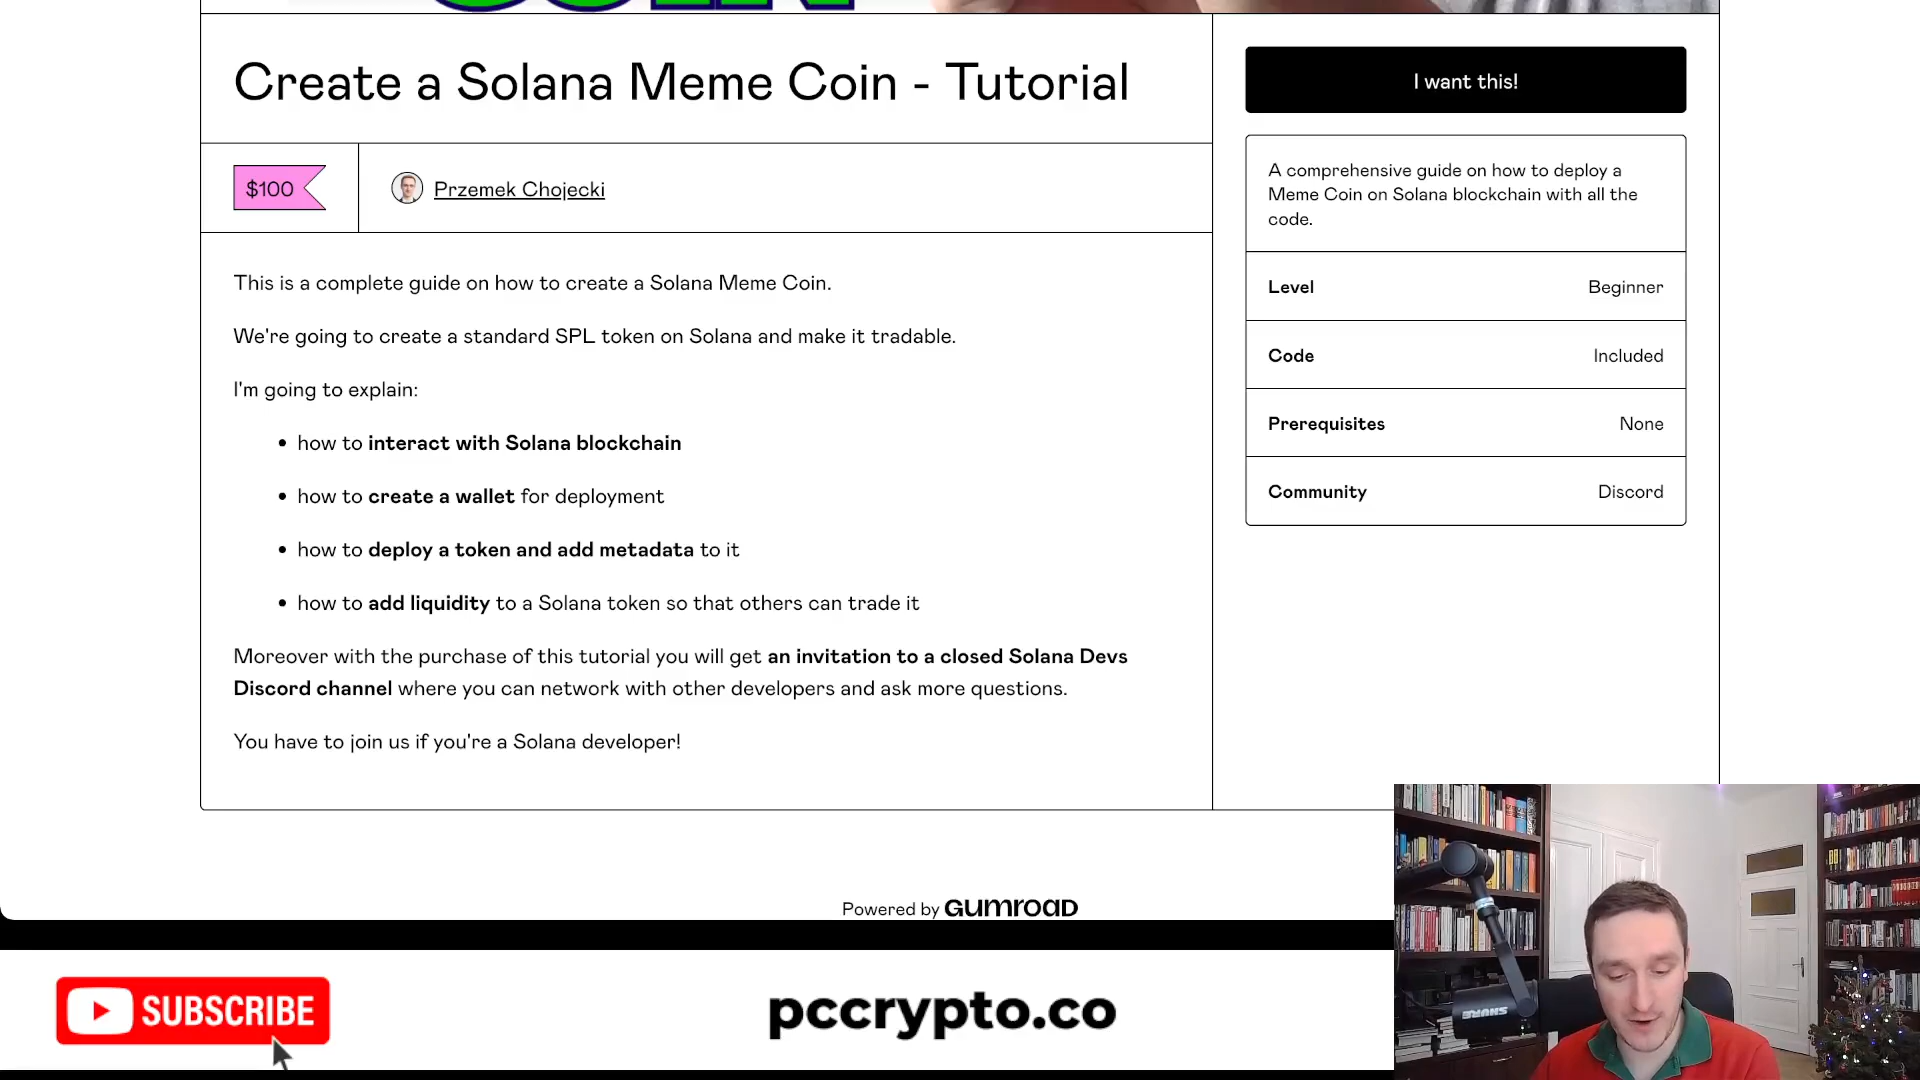 Create a Solana Meme Coin - Tutorial
I want this!
$100
Przemek Chojecki
A comprehensive guide on how to deploy a
Meme Coin on Solana blockchain with all the
code.
Level Beginner
Code Included
Prerequisites None
Community Discord
This is a complete guide on how to create a Solana Meme Coin.
We're going to create a standard SPL token on Solana and make it tradable.
I'm going to explain:
• how to interact with Solana blockchain
• how to create a wallet for deployment
• how to deploy a token and add metadata to it
• how to add liquidity to a Solana token so that others can trade it
Moreover with the purchase of this tutorial you will get an invitation to a closed Solana Devs
Discord channel where you can network with other developers and ask more questions.
You have to join us if you're a Solana developer!
Powered by GUMROAD
SUBSCRIBE
pccrypto.co
SHURE